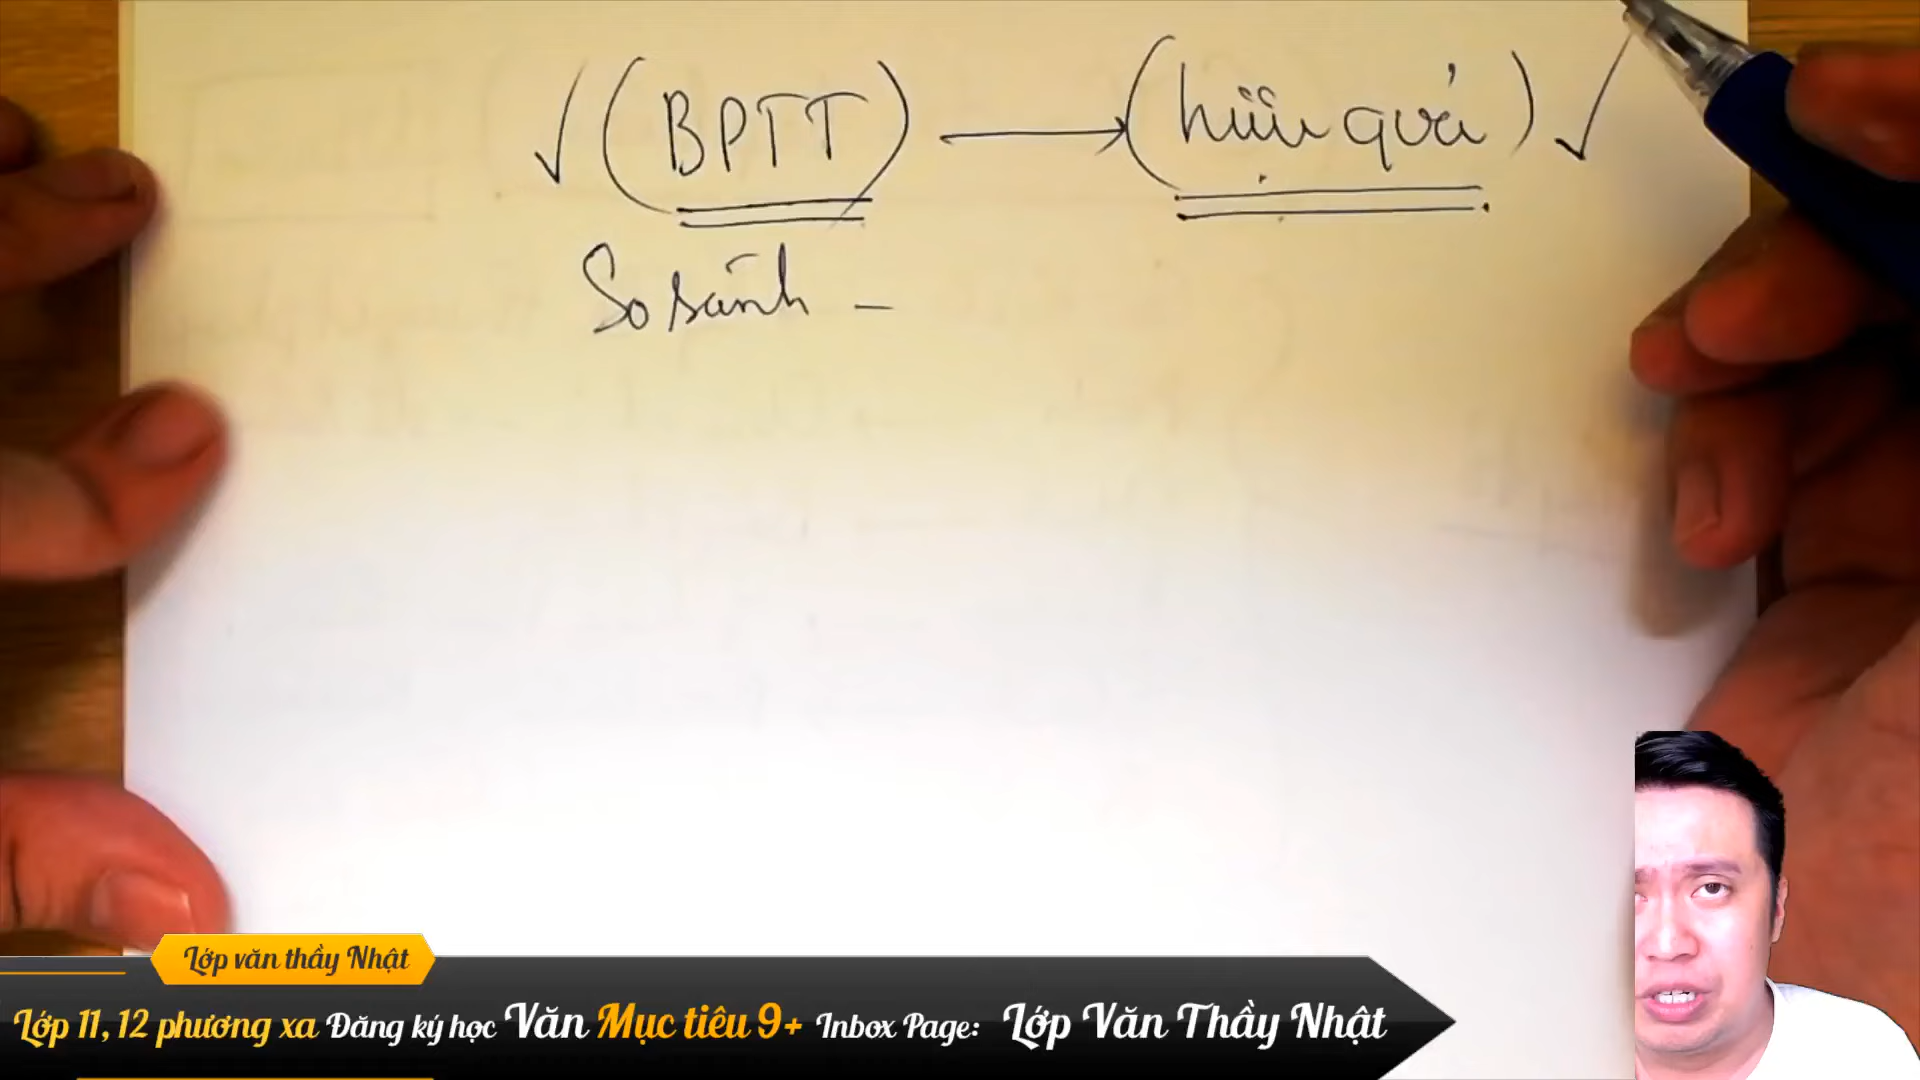 (BPTT) → (hiệu quả)
So sánh -
Lớp văn thầy Nhật
Lớp 11, 12 phương xa Đăng ký học Văn Mục tiêu 9+ Inbox Page: Lớp Văn Thầy Nhật